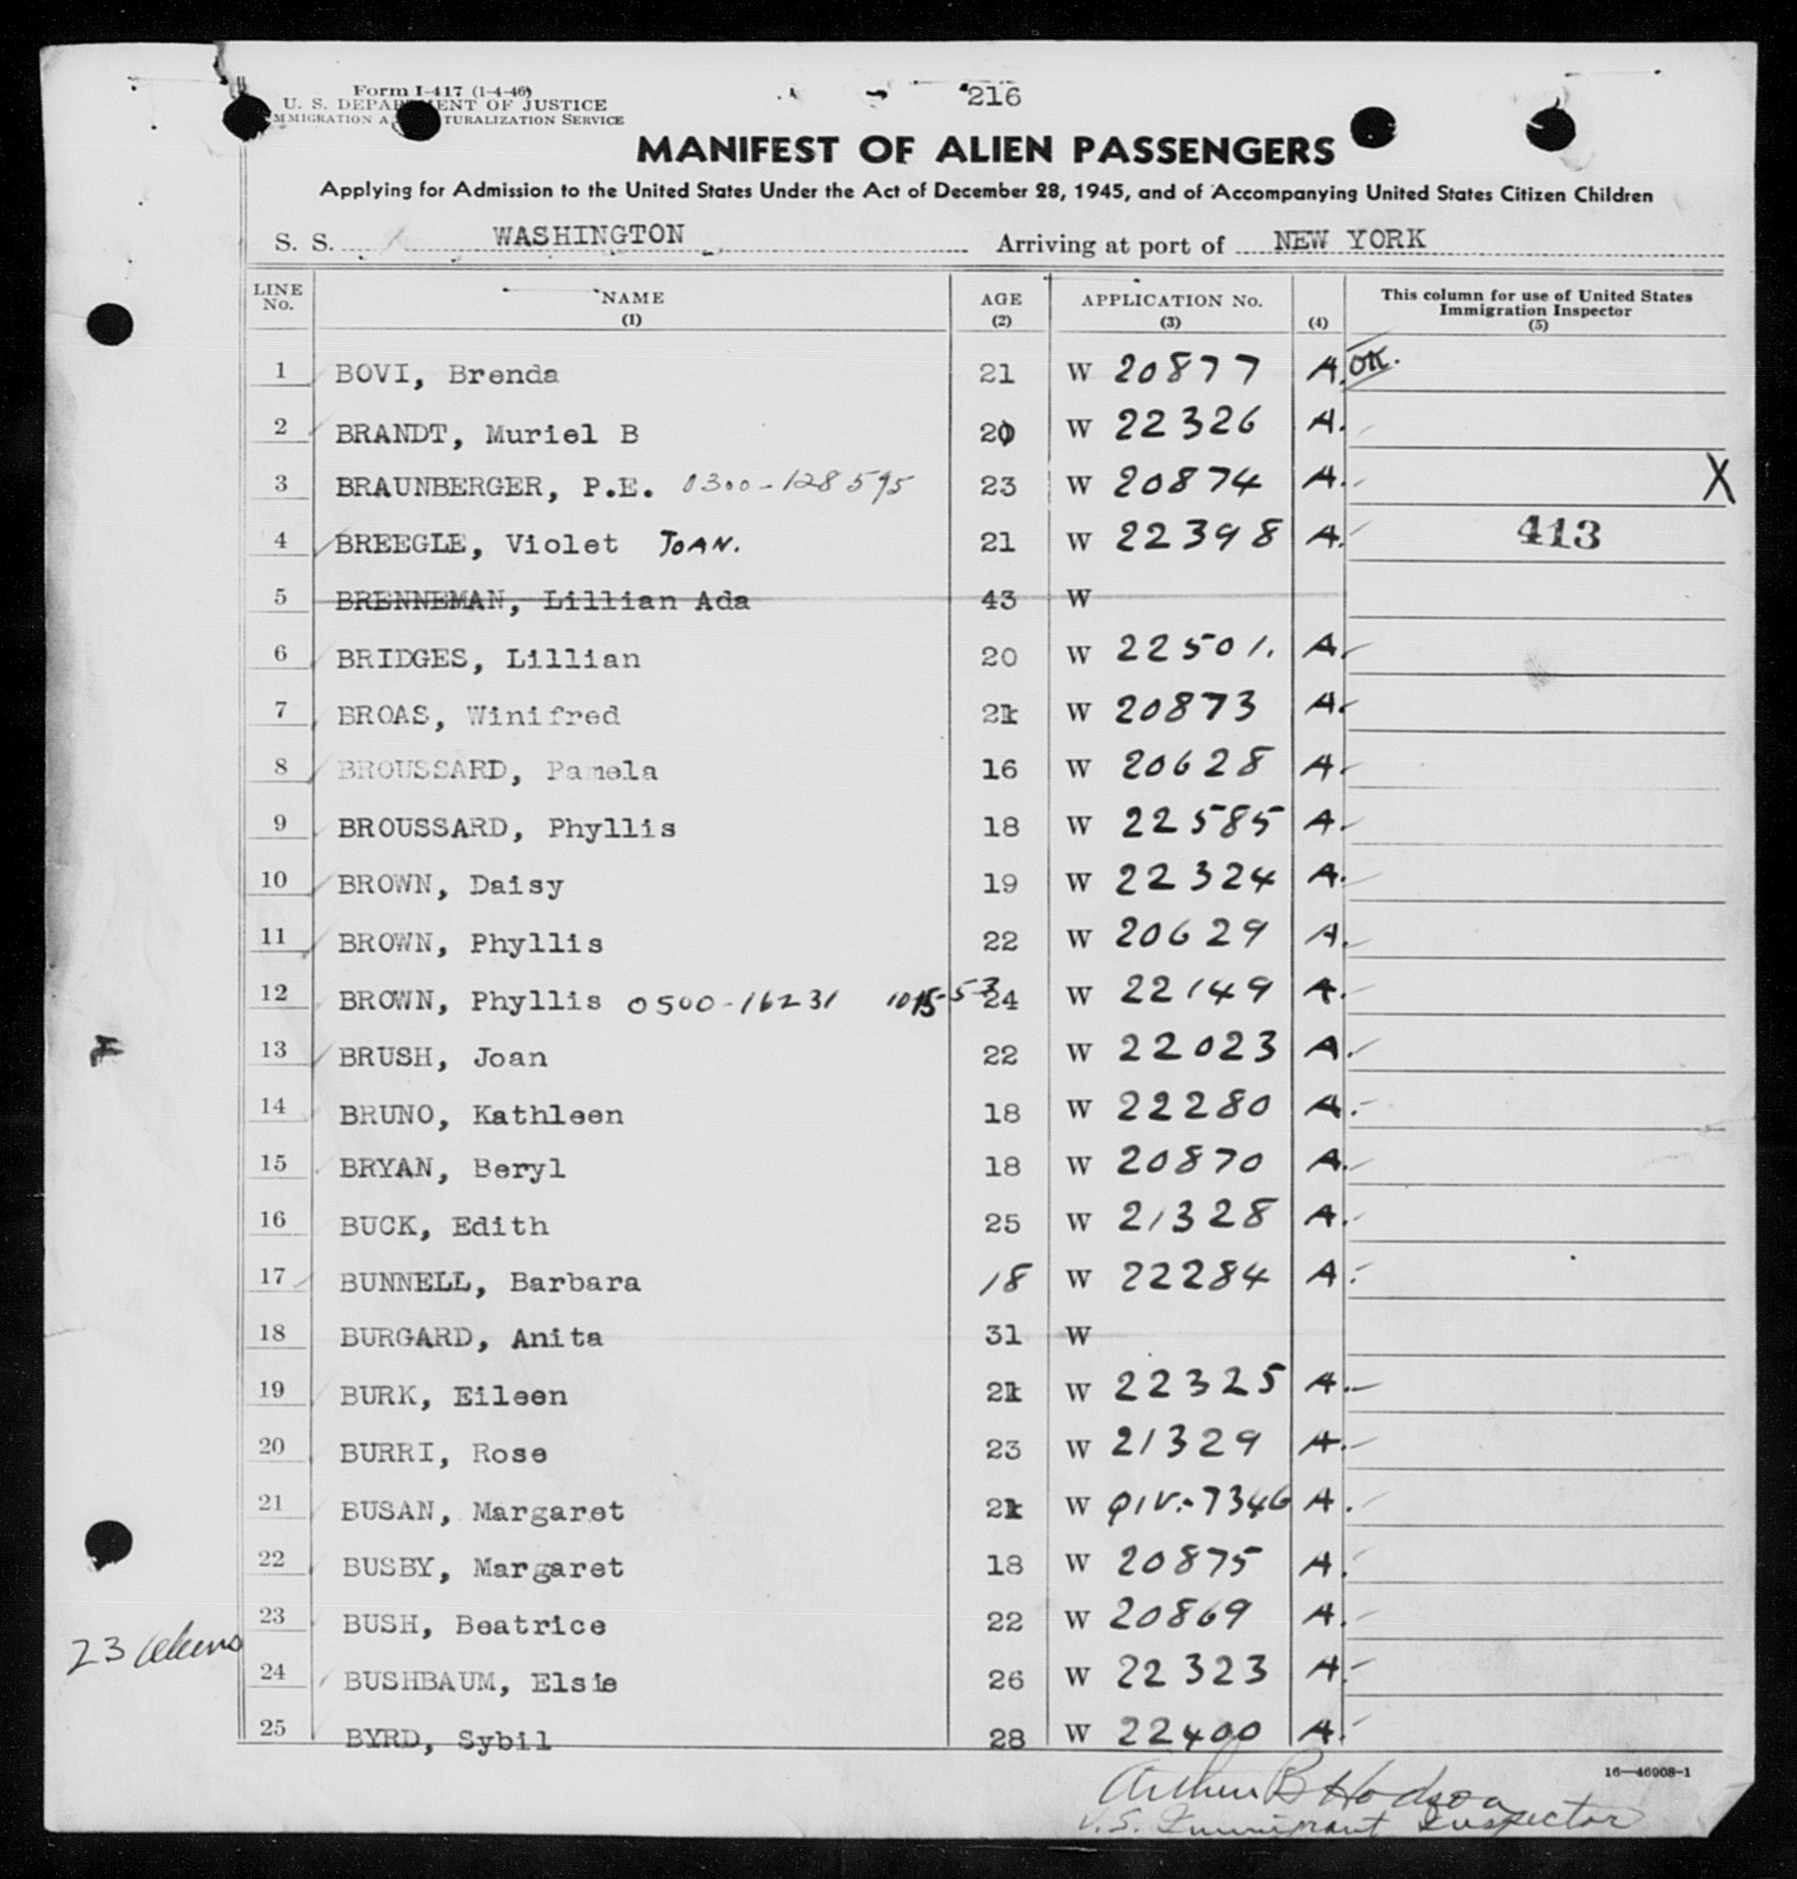 216
Form I-417 (1-4-46)
U. S. DEPARTMENT OF JUSTICE
IMMIGRATION A TURALIZATION SERVICE
MANIFEST OF ALIEN PASSENGERS
Applying for Admission to the United States Under the Act of December 28, 1945, and of Accompanying United States Citizen Children
S. S. WASHINGTON Arriving at port of NEW YORK
LINE No. NAME (1) AGE (2) APPLICATION No. (3) (4) This column for use of United States Immigration Inspector (5)
1 BOVI, Brenda 21 W 20877 A. OK.
2 BRANDT, Muriel B 20 W 22326 A.
3 BRAUNBERGER, P.E. 0300-128595 23 W 20874 A. X
4 BREEGLE, Violet JOAN. 21 W 22398 A. 413
5 BRENNEMAN, Lillian Ada 43 W
6 BRIDGES, Lillian 20 W 22501. A.
7 BROAS, Winifred 21 W 20873 A.
8 BROUSSARD, Pamela 16 W 20628 A.
9 BROUSSARD, Phyllis 18 W 22585 A.
10 BROWN, Daisy 19 W 22324 A.
11 BROWN, Phyllis 22 W 20629 A.
12 BROWN, Phyllis 0500-16231 24 W 22149 A.
13 BRUSH, Joan 22 W 22023 A.
14 BRUNO, Kathleen 18 W 22280 A.
15 BRYAN, Beryl 18 W 20870 A.
16 BUCK, Edith 25 W 21328 A.
17 BUNNELL, Barbara 18 W 22284 A.
18 BURGARD, Anita 31 W
19 BURK, Eileen 21 W 22325 A.
20 BURRI, Rose 23 W 21329 A.
21 BUSAN, Margaret 21 W QIV.-7346 A.
22 BUSBY, Margaret 18 W 20875 A.
23 BUSH, Beatrice 22 W 20869 A.
23 aliens
24 BUSHBAUM, Elsie 26 W 22323 A.
25 BYRD, Sybil 28 W 22400 A.
16—46908-1
Arthur B Hodson
U.S. Immigrant Inspector